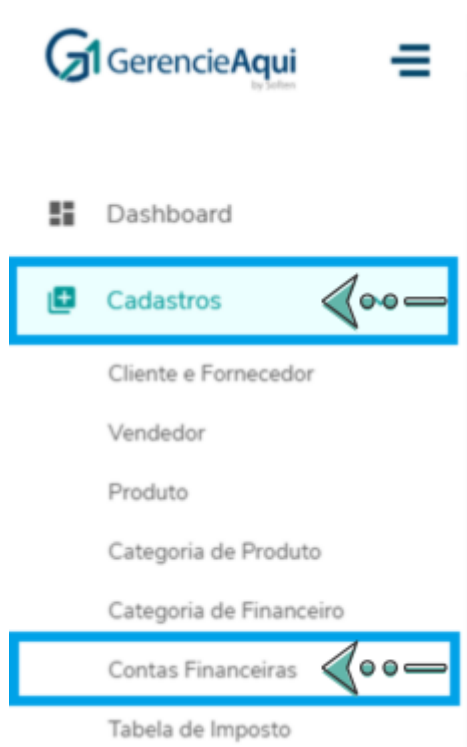 GerencieAqui
by Soften
Dashboard
Cadastros
Cliente e Fornecedor
Vendedor
Produto
Categoria de Produto
Categoria de Financeiro
Contas Financeiras
Tabela de Imposto